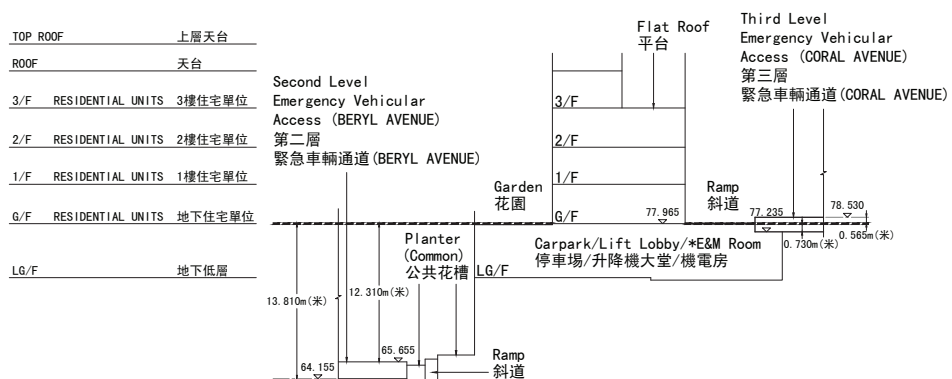 TOP ROOF 上層天台
ROOF 天台
3/F RESIDENTIAL UNITS 3樓住宅單位
2/F RESIDENTIAL UNITS 2樓住宅單位
1/F RESIDENTIAL UNITS 1樓住宅單位
G/F RESIDENTIAL UNITS 地下住宅單位
LG/F 地下低層
Second Level
Emergency Vehicular
Access (BERYL AVENUE)
第二層
緊急車輛通道(BERYL AVENUE)
Flat Roof
平台
Third Level
Emergency Vehicular
Access (CORAL AVENUE)
第三層
緊急車輛通道(CORAL AVENUE)
3/F
2/F
1/F
G/F
Garden
花園
Ramp
斜道
77.965
77.235
78.530
0.730m(米)
0.565m(米)
Planter
(Common)
公共花槽
Carpark/Lift Lobby/*E&M Room
停車場/升降機大堂/機電房
LG/F
13.810m(米)
12.310m(米)
65.655
64.155
Ramp
斜道